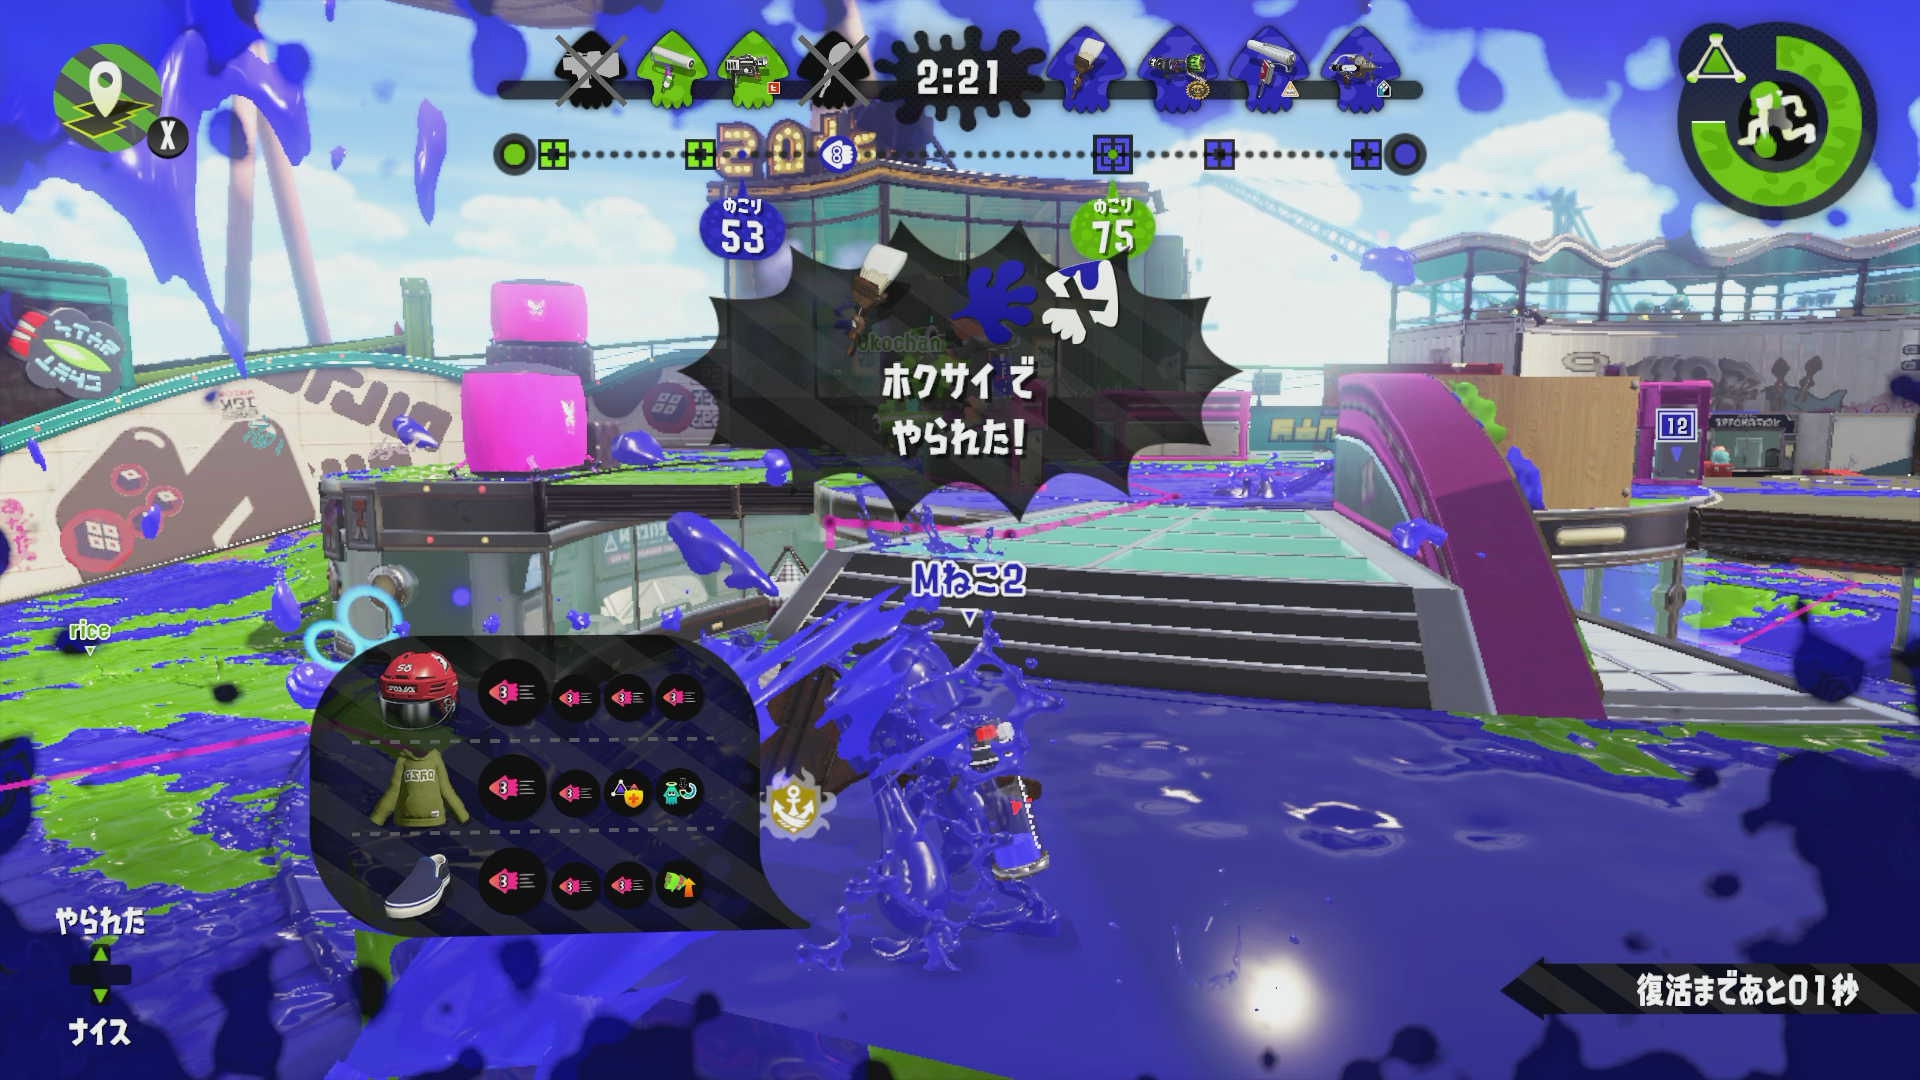 2:21
X
のこり
53
のこり
75
8
ホクサイで
やられた!
12
Mねこ2
rice
やられた
ナイス
復活まであと01秒